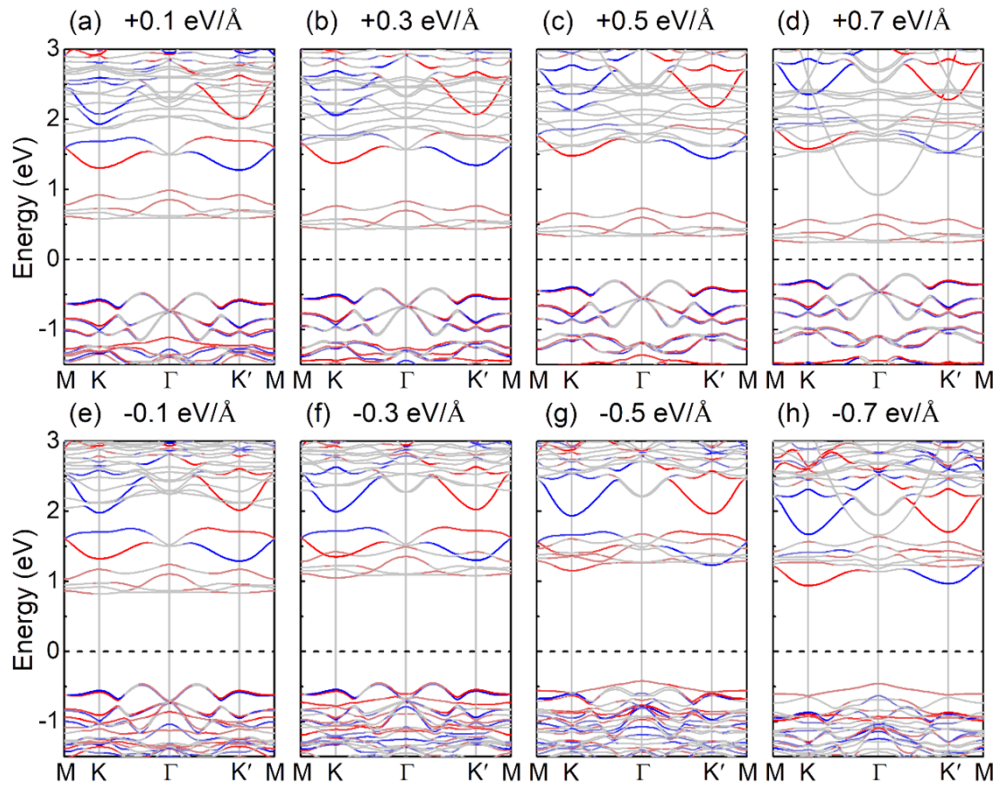 (a) +0.1 eV/Å (b) +0.3 eV/Å (c) +0.5 eV/Å (d) +0.7 eV/Å
3
2
1
0
-1
Energy (eV)
M K Γ K′ M M K Γ K′ M M K Γ K′ M M K Γ K′ M
(e) -0.1 eV/Å (f) -0.3 eV/Å (g) -0.5 eV/Å (h) -0.7 ev/Å
3
2
1
0
-1
Energy (eV)
M K Γ K′ M M K Γ K′ M M K Γ K′ M M K Γ K′ M